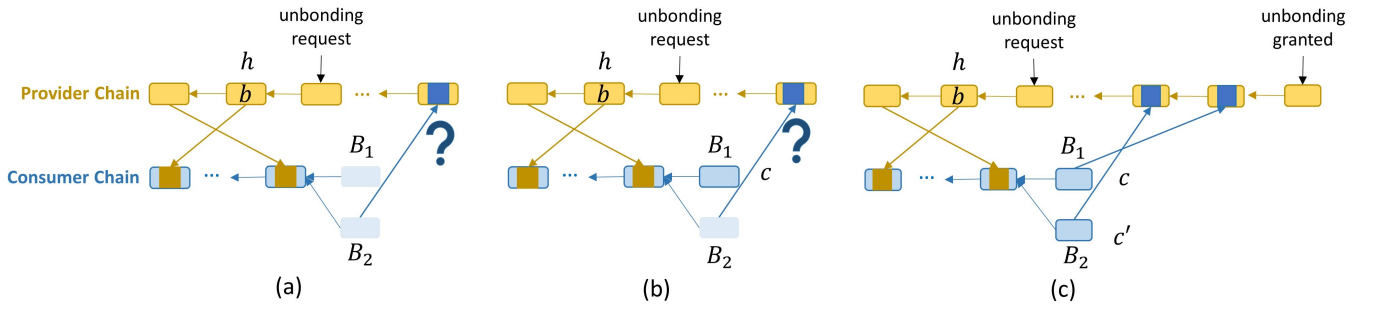 unbonding
request
h
Provider Chain
b
...
?
B₁
Consumer Chain
...
B₂
(a)
unbonding
request
h
b
...
?
B₁
c
...
B₂
(b)
unbonding
request
unbonding
granted
h
b
...
B₁
c
...
c′
B₂
(c)